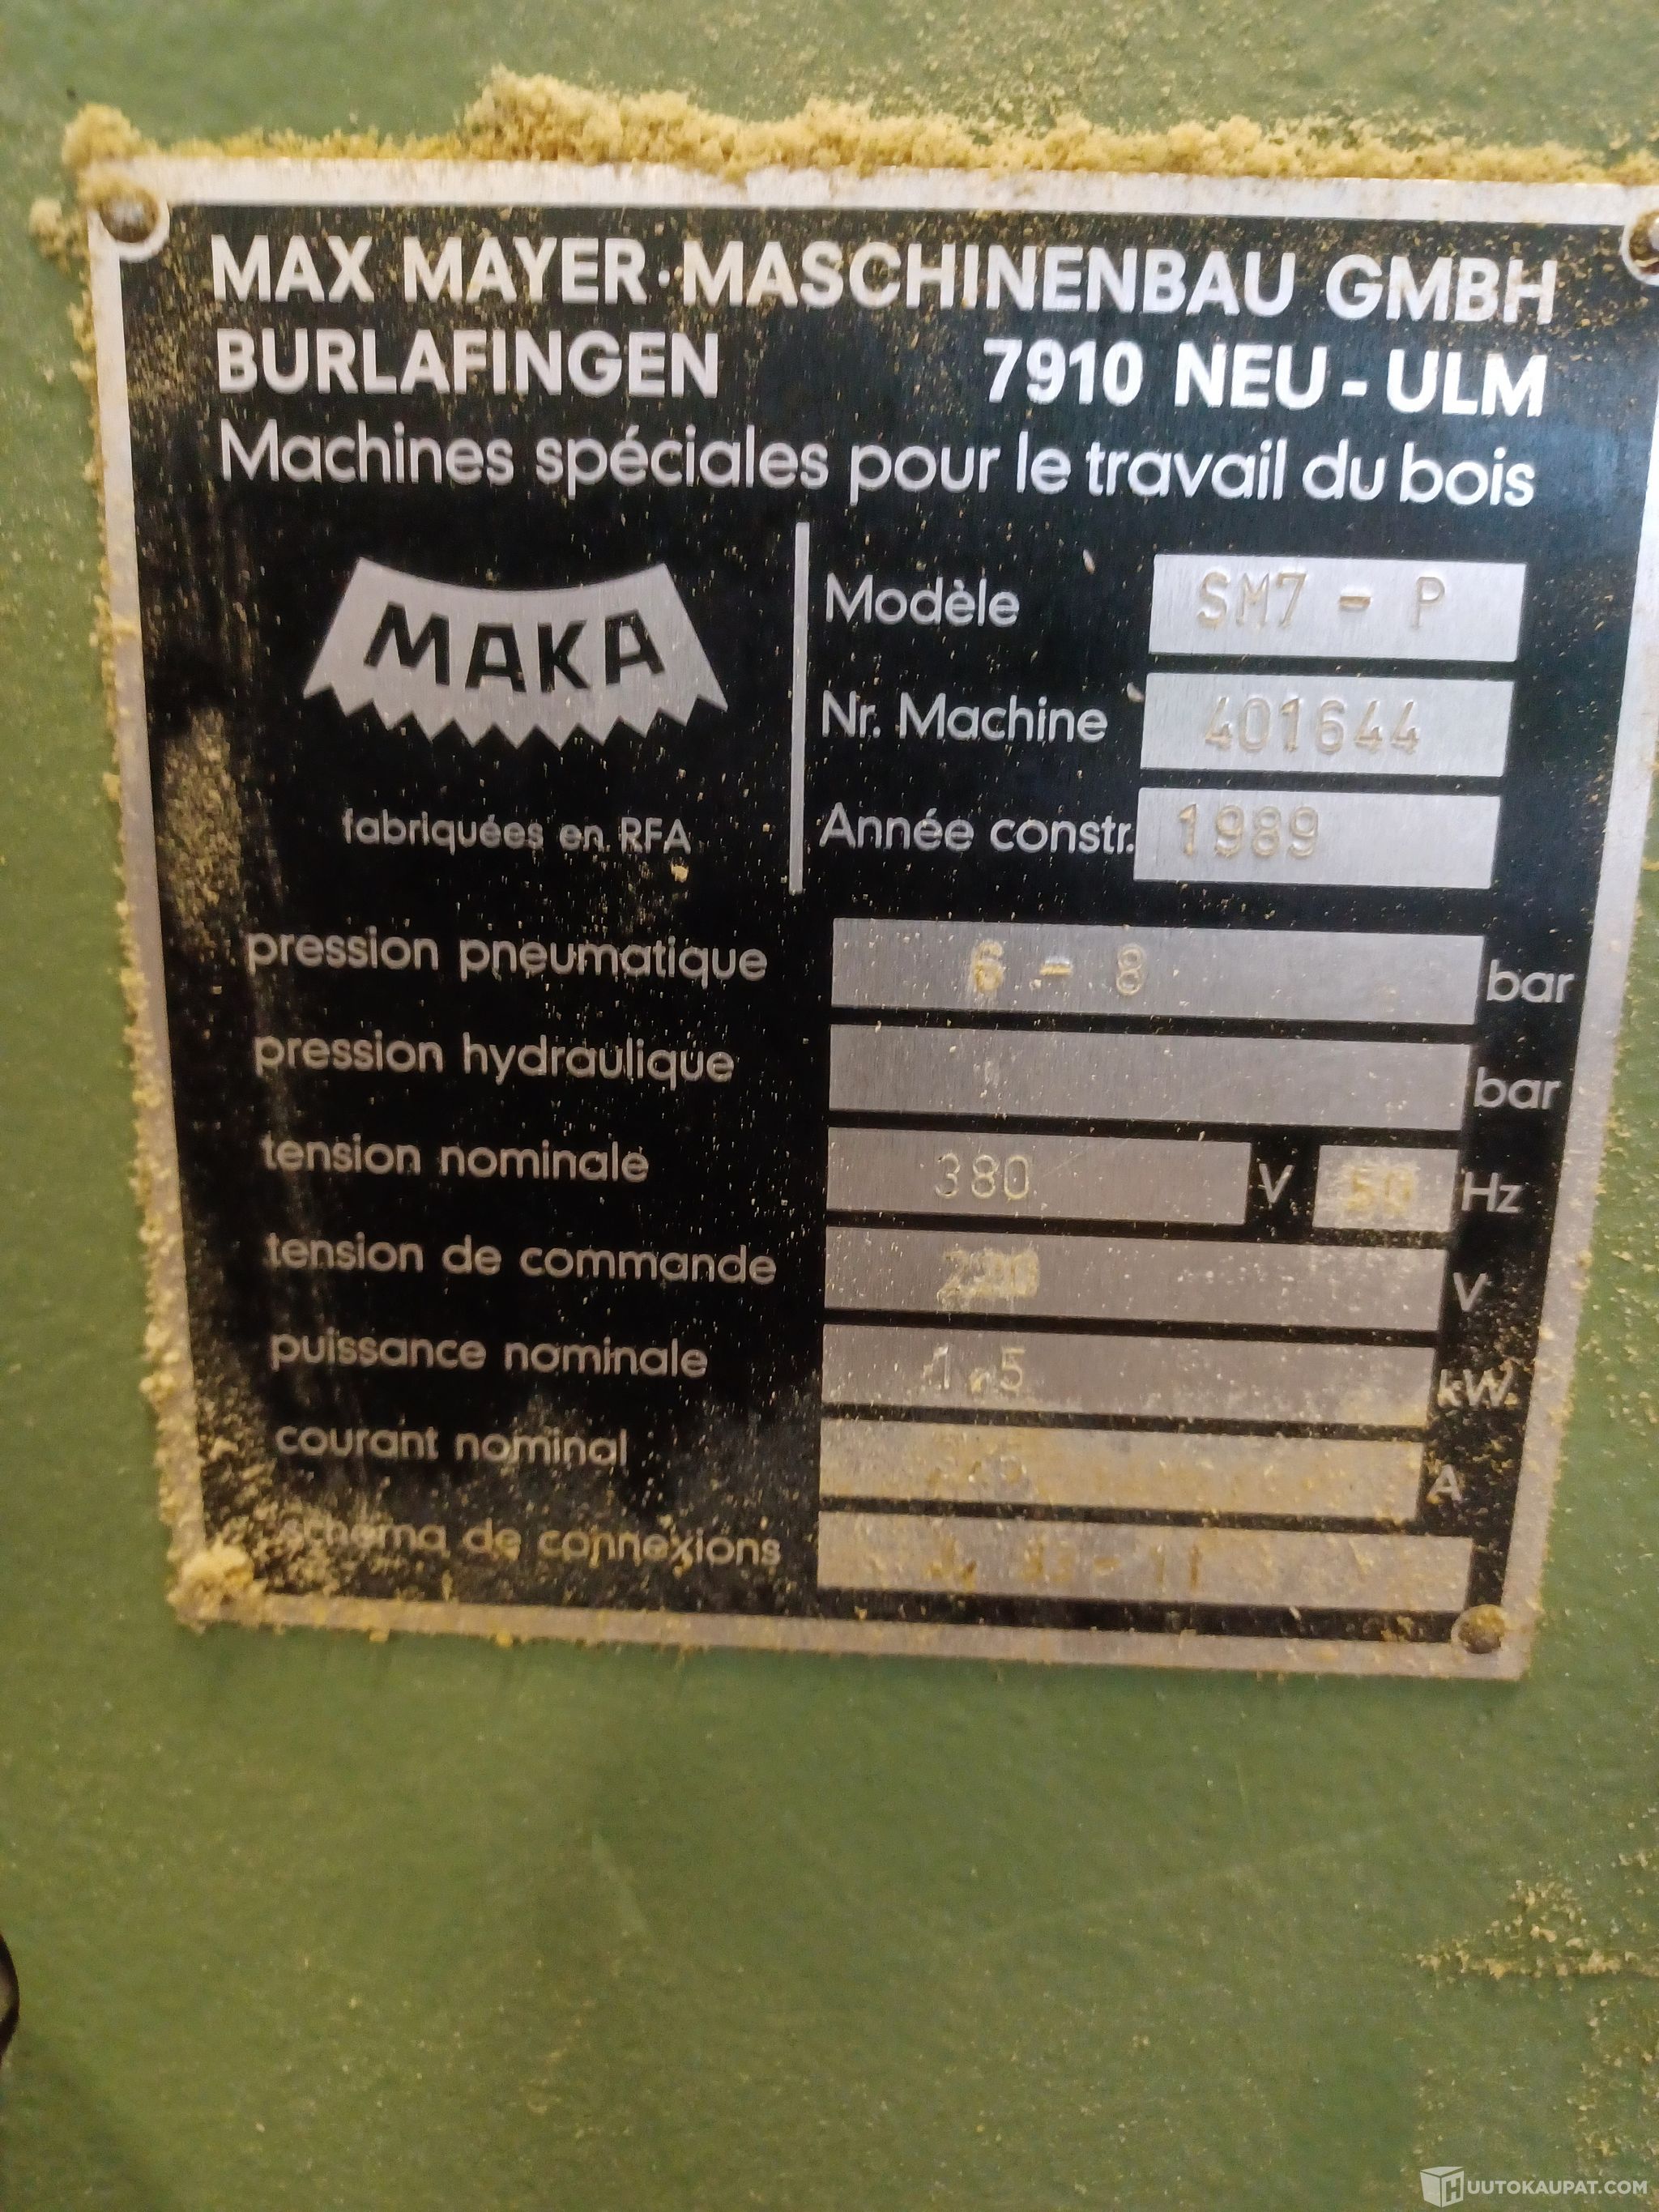 MAX MAYER·MASCHINENBAU GMBH
BURLAFINGEN 7910 NEU-ULM
Machines spéciales pour le travail du bois
MAKA
fabriquées en RFA
Modèle SM7 - P
Nr. Machine 401644
Année constr. 1989
pression pneumatique 6 - 8 bar
pression hydraulique bar
tension nominale 380 V 50 Hz
tension de commande V
puissance nominale 1,5 kW
courant nominal A
schema de connexions
HUUTOKAUPAT.COM